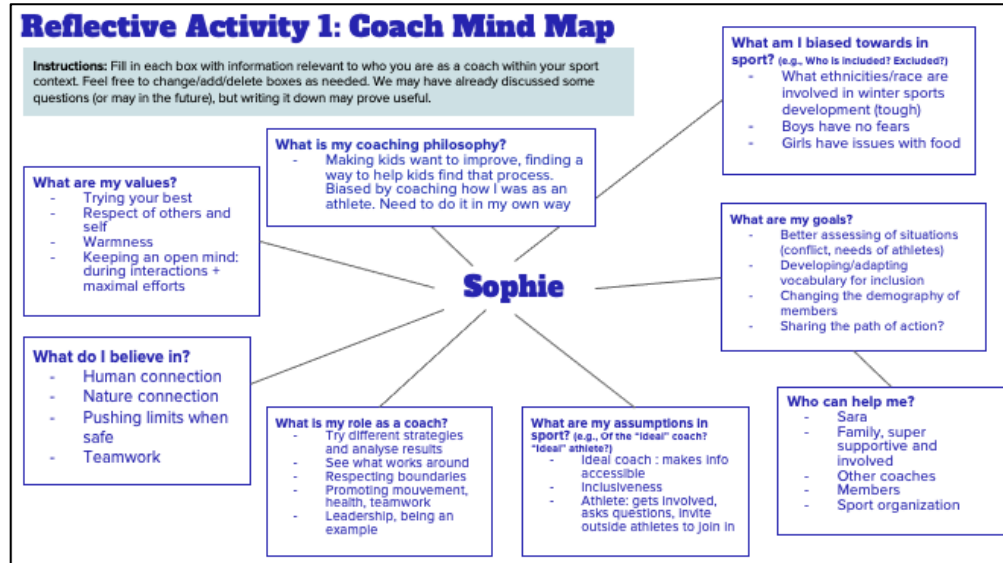 Reflective Activity 1: Coach Mind Map
Instructions: Fill in each box with information relevant to who you are as a coach within your sport
context. Feel free to change/add/delete boxes as needed. We may have already discussed some
questions (or may in the future), but writing it down may prove useful.
What am I biased towards in
sport? (e.g., Who is included? Excluded?)
- What ethnicities/race are
involved in winter sports
development (tough)
- Boys have no fears
- Girls have issues with food
What is my coaching philosophy?
- Making kids want to improve, finding a
way to help kids find that process.
Biased by coaching how I was as an
athlete. Need to do it in my own
way
What are my values?
- Trying your best
- Respect of others and
self
- Warmness
- Keeping an open mind:
during interactions +
maximal efforts
What are my goals?
- Better assessing of situations
(conflict, needs of athletes)
- Developing/adapting
vocabulary for inclusion
- Changing the demography of
members
- Sharing the path of action?
Sophie
What do I believe in?
- Human connection
- Nature connection
- Pushing limits when
safe
- Teamwork
What is my role as a coach?
- Try different strategies
and analyse results
- See what works around
- Respecting boundaries
- Promoting mouvement,
health, teamwork
- Leadership, being an
example
What are my assumptions in
sport? (e.g., Of the "ideal" coach?
"Ideal" athlete?)
- Ideal coach : makes info
accessible
- Inclusiveness
- Athlete: gets involved,
asks questions, invite
outside athletes to join in
Who can help me?
- Sara
- Family, super
supportive and
involved
- Other coaches
- Members
- Sport organization